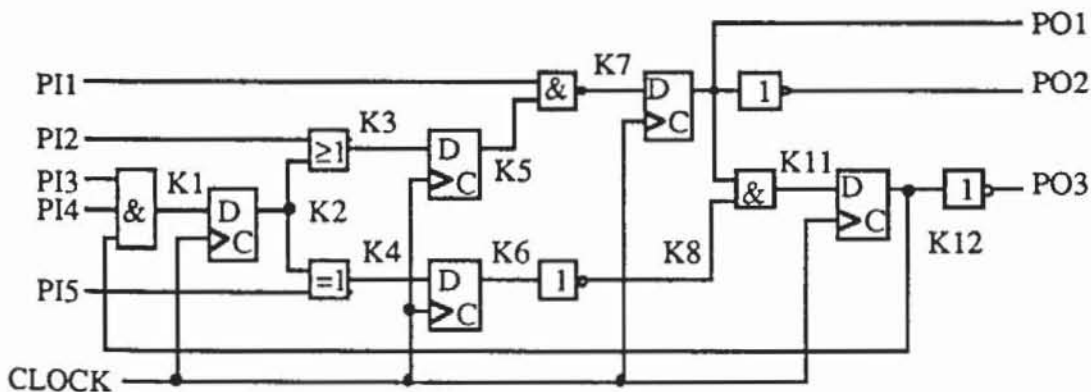 PO1
K7
PI1 & D 1 PO2
C
PI2 K3
≥1 D K5 K11
C
PI3 K1 & D 1 PO3
PI4 & D K2 C
C K4 K6 K8 K12
=1 D 1
PI5 C
CLOCK